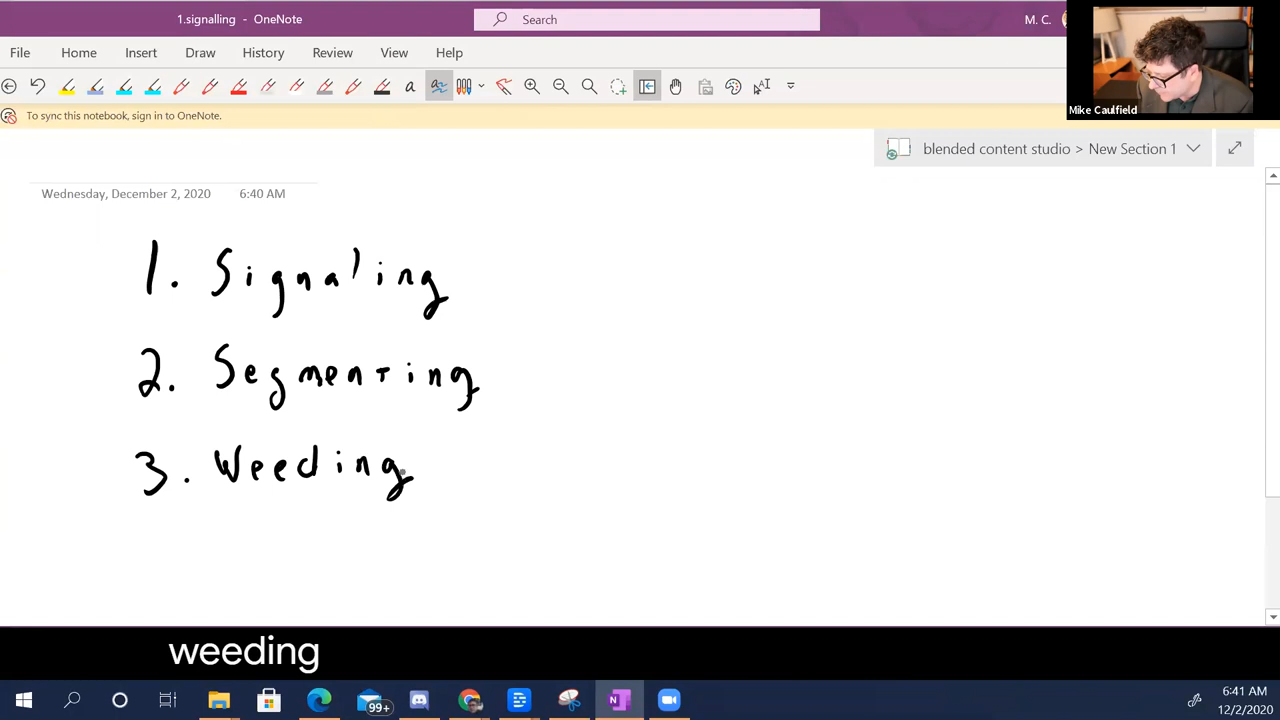 1.signalling - OneNote
Search
M. C.
File Home Insert Draw History Review View Help
To sync this notebook, sign in to OneNote.
Mike Caulfield
blended content studio > New Section 1
Wednesday, December 2, 2020 6:40 AM
1. Signaling
2. Segmenting
3. Weeding
weeding
99+
6:41 AM
12/2/2020